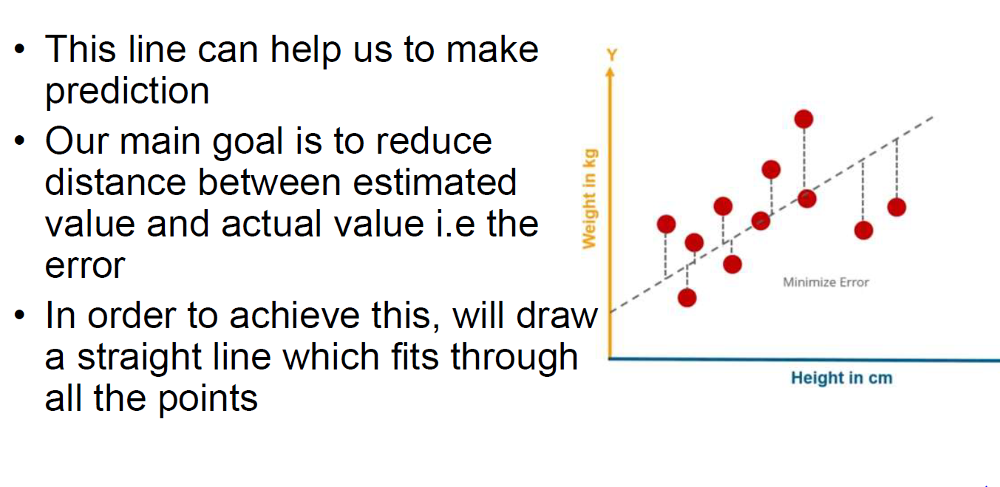 • This line can help us to make
prediction
• Our main goal is to reduce
distance between estimated
value and actual value i.e the
error
• In order to achieve this, will draw
a straight line which fits through
all the points
Y
Weight in kg
Minimize Error
Height in cm